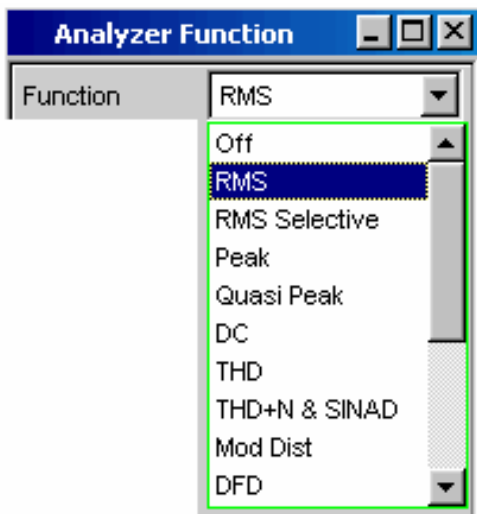 Analyzer Function
Function RMS
Off
RMS
RMS Selective
Peak
Quasi Peak
DC
THD
THD+N & SINAD
Mod Dist
DFD